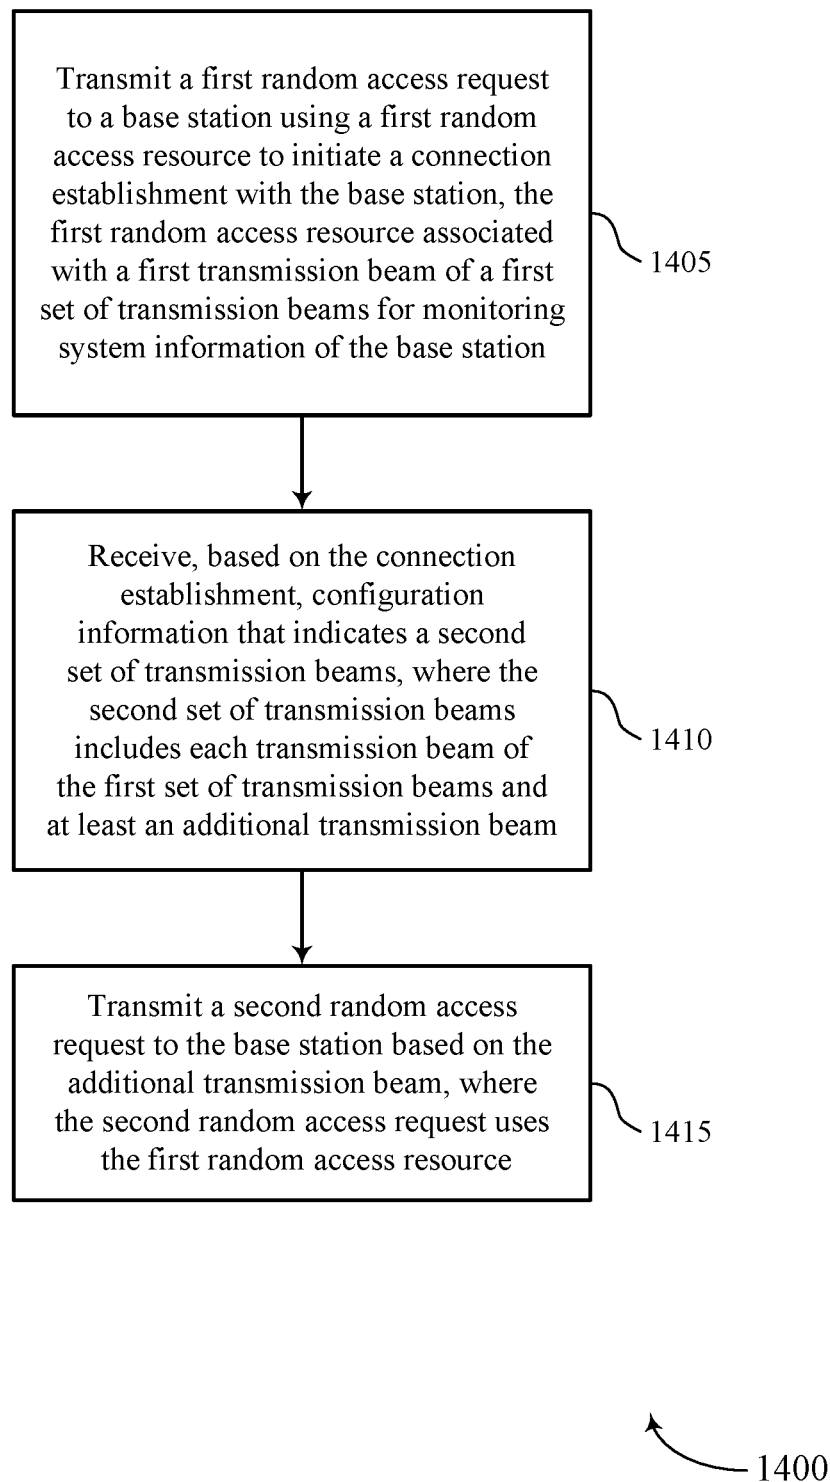 Transmit a first random access request
to a base station using a first random
access resource to initiate a connection
establishment with the base station, the
first random access resource associated
with a first transmission beam of a first
set of transmission beams for monitoring
system information of the base station
1405
Receive, based on the connection
establishment, configuration
information that indicates a second
set of transmission beams, where the
second set of transmission beams
includes each transmission beam of
the first set of transmission beams and
at least an additional transmission beam
1410
Transmit a second random access
request to the base station based on the
additional transmission beam, where
the second random access request uses
the first random access resource
1415
1400